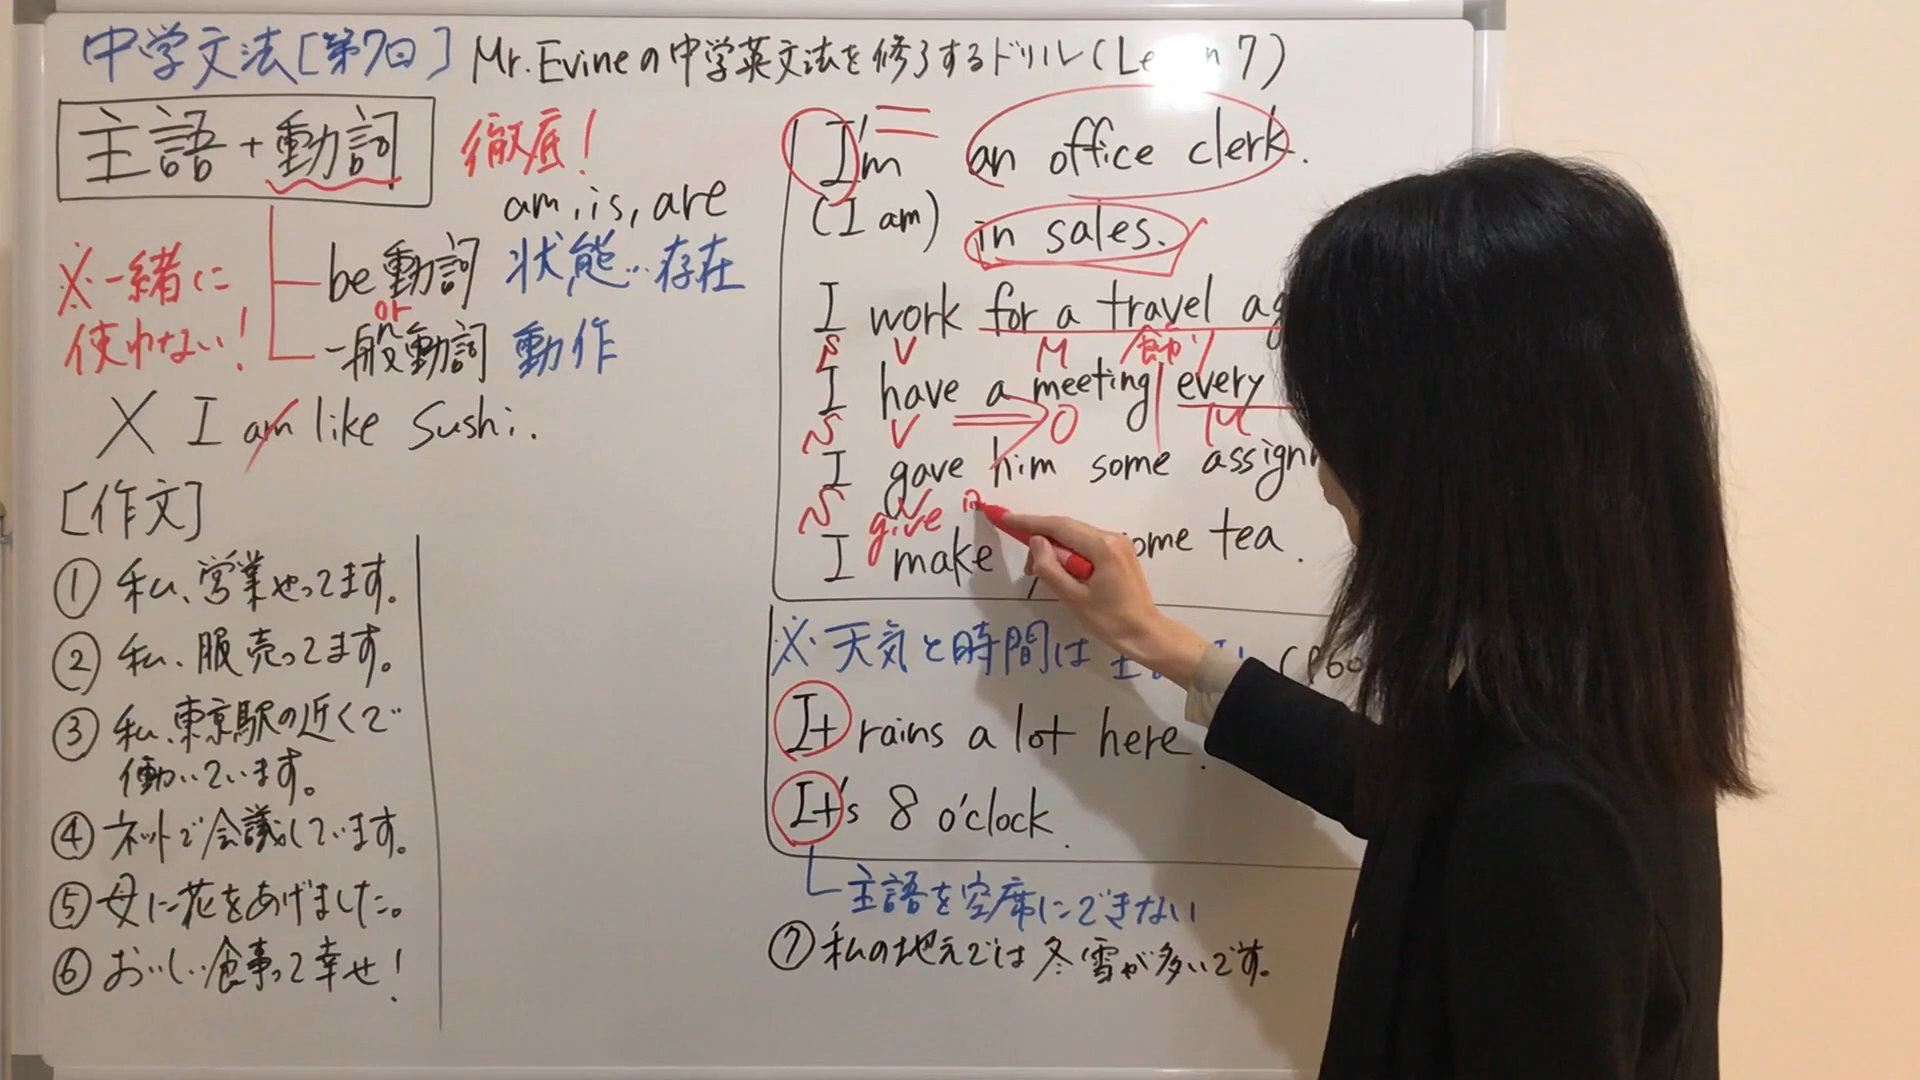 中学文法[第7回] Mr. Evineの中学英文法を修了するドリル(Le n 7)
主語+動詞 徹底!
am, is, are
※一緒に使わない!
be動詞 状態…存在
or
一般動詞 動作
X I am like Sushi.
[作文]
① 私、営業やってます。
② 私、服売ってます。
③ 私、東京駅の近くで
働いています。
④ ネットで会議しています。
⑤ 母に花をあげました。
⑥ おいしい食事って幸せ!
I'm an office clerk.
(I am) in sales.
I work for a travel
S V M
I have a meeting every
S V O M
I gave him some
S V
give
I make some tea.
※天気と時間は
It rains a lot here.
It's 8 o'clock.
主語を空席にできない
⑦ 私の地元では冬雪が多いです。